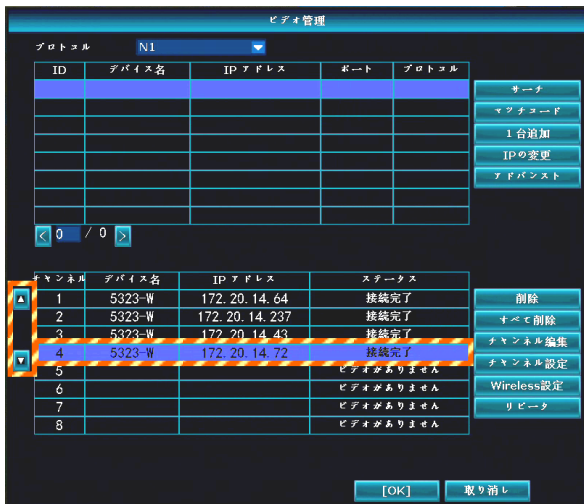 ビデオ管理
プロトコル N1
ID デバイス名 IPアドレス ポート プロトコル
サーチ
マッチコード
1台追加
IPの変更
アドバンスト
< 0 / 0 >
チャンネル デバイス名 IPアドレス ステータス
1 5323-W 172.20.14.64 接続完了
2 5323-W 172.20.14.237 接続完了
3 5323-W 172.20.14.43 接続完了
4 5323-W 172.20.14.72 接続完了
5 ビデオがありません
6 ビデオがありません
7 ビデオがありません
8 ビデオがありません
削除
すべて削除
チャンネル編集
チャンネル設定
Wireless設定
リピータ
[OK] 取り消し